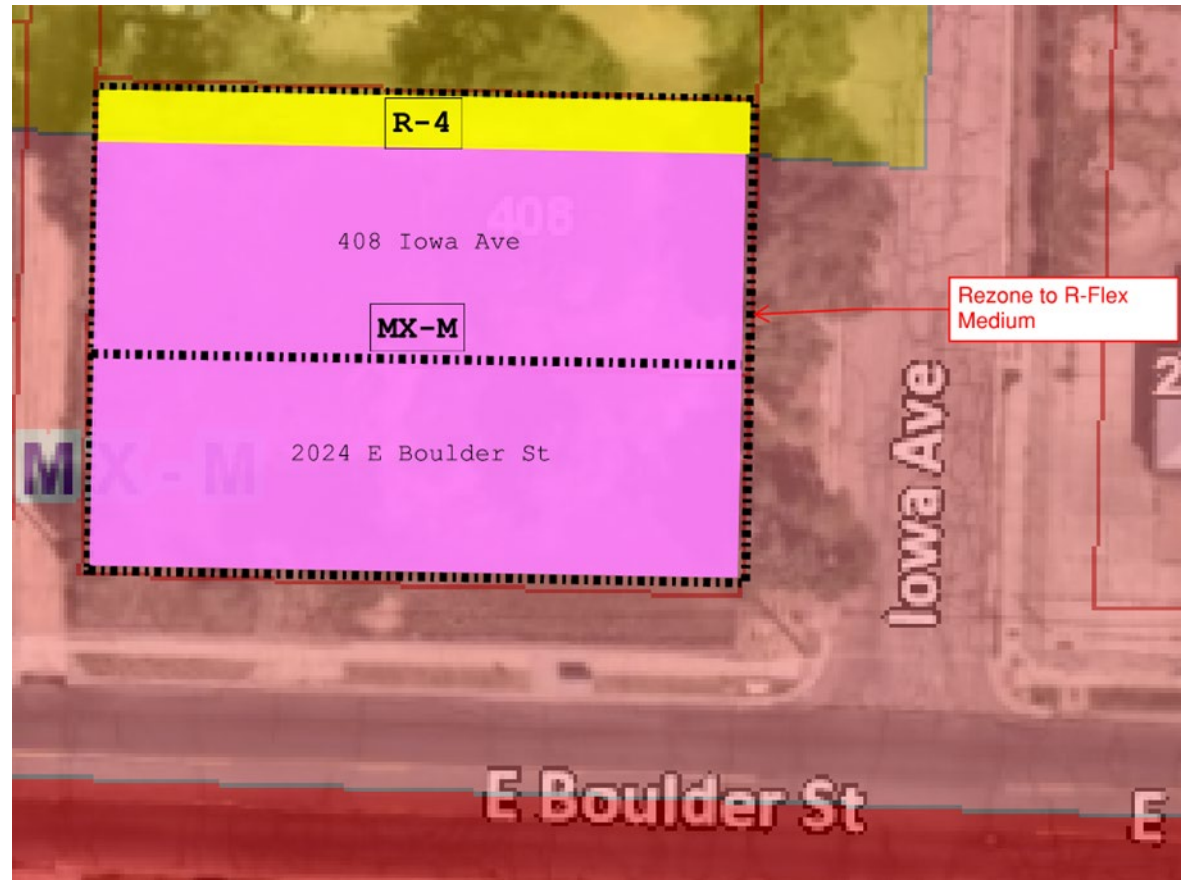 R-4
408
408 Iowa Ave
Rezone to R-Flex
Medium
MX-M
2024 E Boulder St
MX-M
Iowa Ave
2
E Boulder St
E